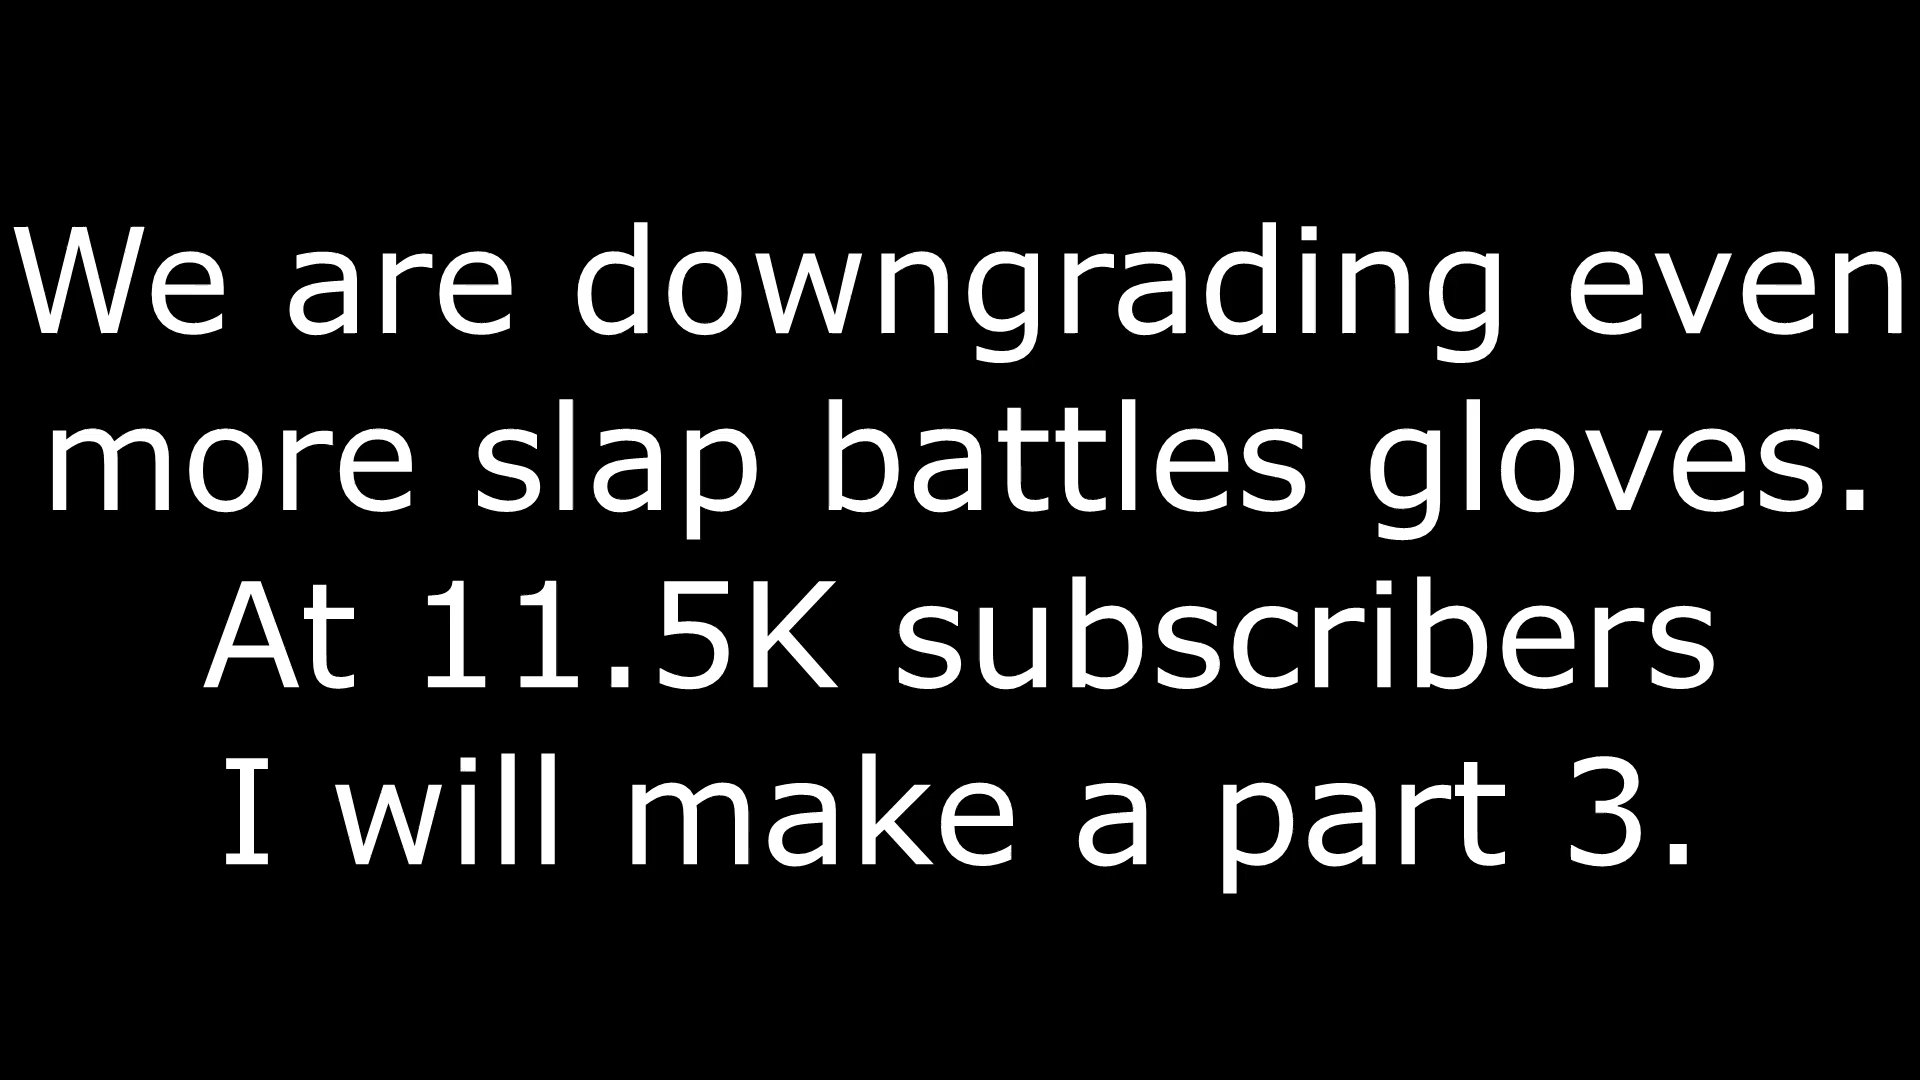 We are downgrading even
more slap battles gloves.
At 11.5K subscribers
I will make a part 3.